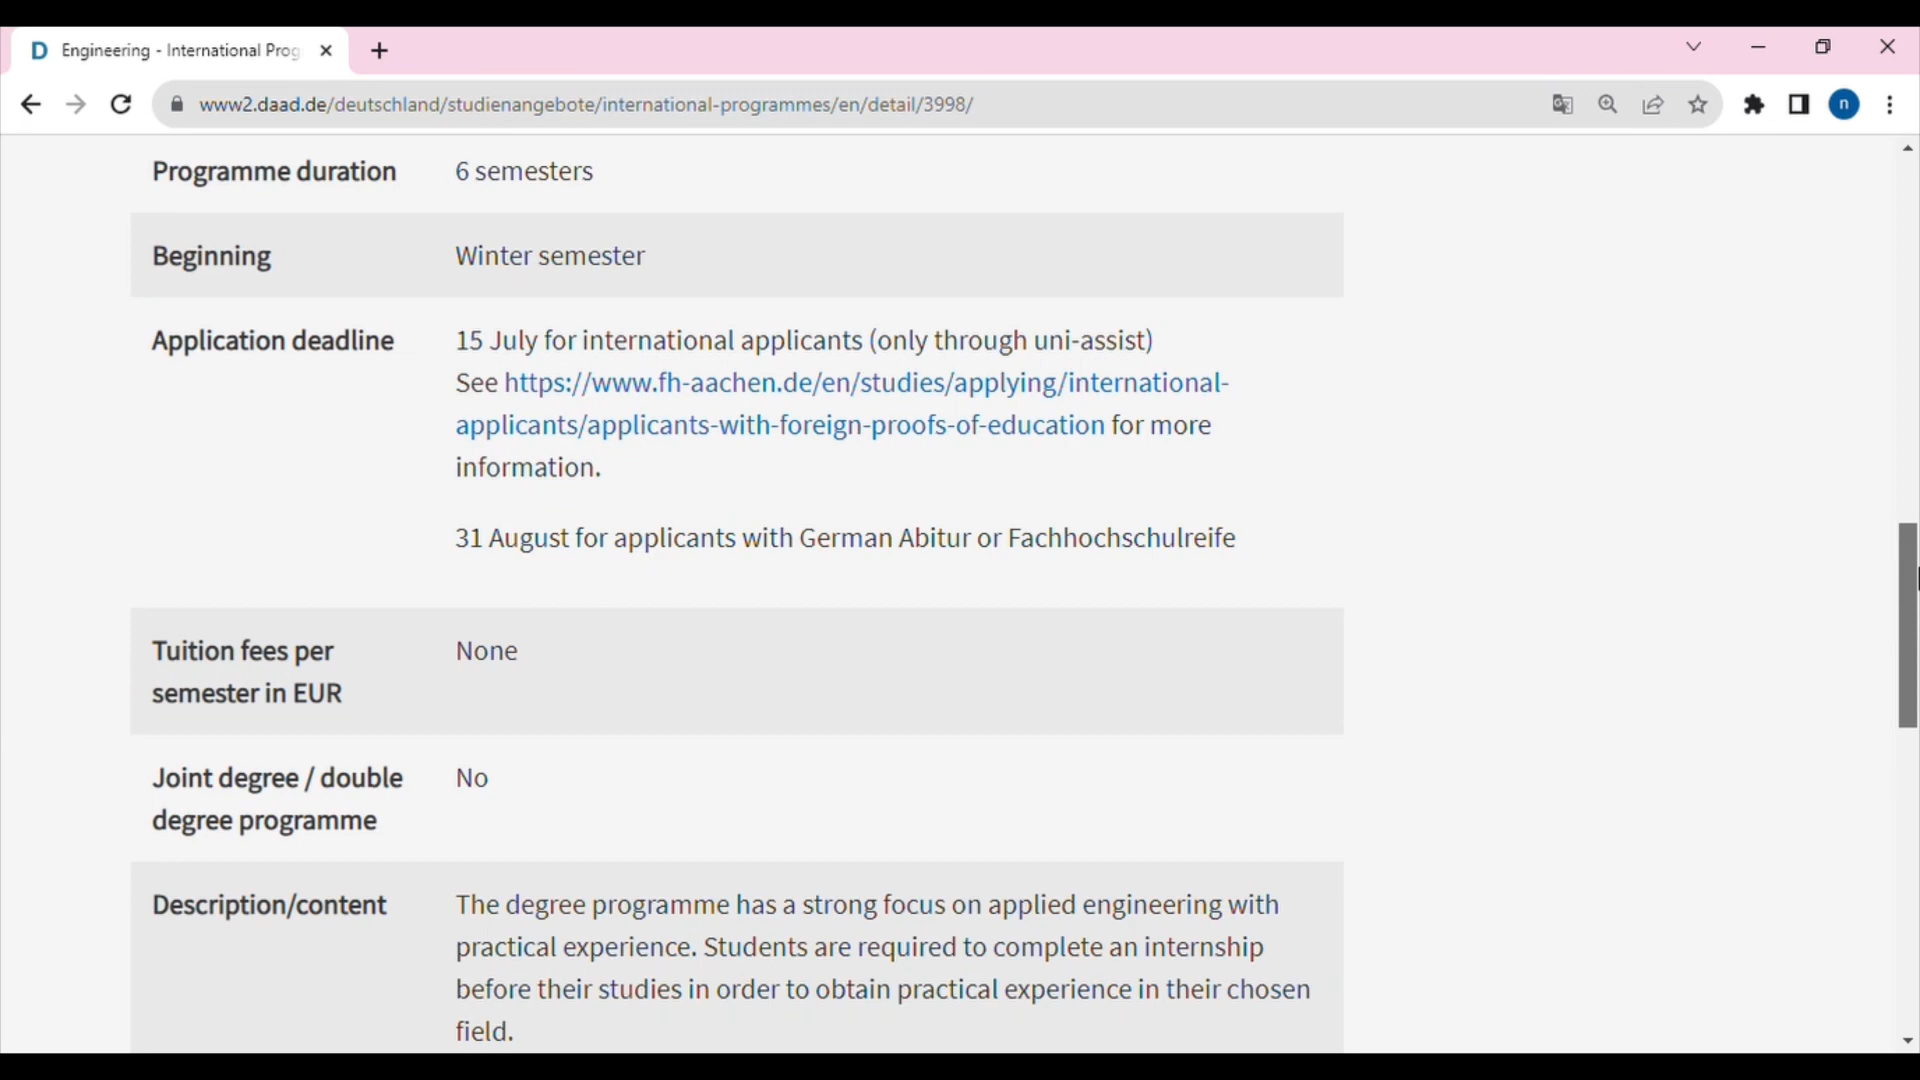 Engineering - International Prog
www2.daad.de/deutschland/studienangebote/international-programmes/en/detail/3998/
n
Programme duration 6 semesters
Beginning Winter semester
Application deadline 15 July for international applicants (only through uni-assist)
See https://www.fh-aachen.de/en/studies/applying/international-
applicants/applicants-with-foreign-proofs-of-education for more
information.
31 August for applicants with German Abitur or Fachhochschulreife
Tuition fees per None
semester in EUR
Joint degree / double No
degree programme
Description/content The degree programme has a strong focus on applied engineering with
practical experience. Students are required to complete an internship
before their studies in order to obtain practical experience in their chosen
field.